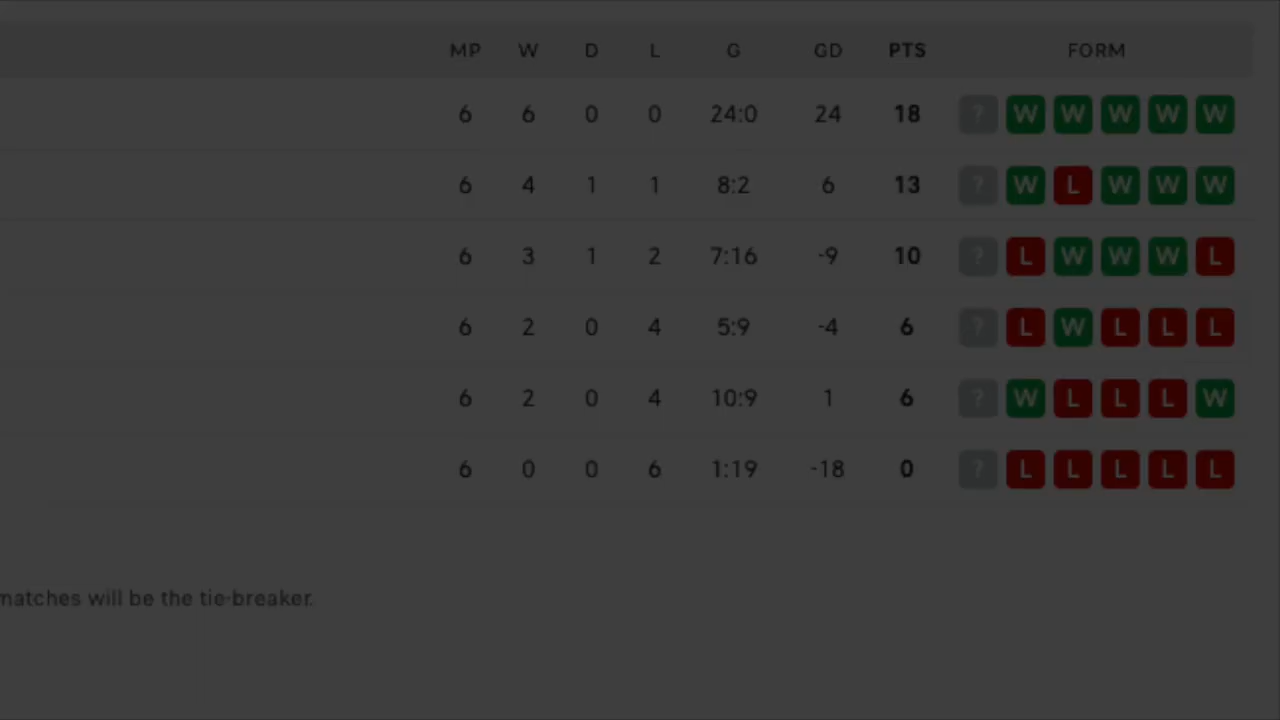 MP W D L G GD PTS FORM
6 6 0 0 24:0 24 18 ? W W W W W
6 4 1 1 8:2 6 13 ? W L W W W
6 3 1 2 7:16 -9 10 ? L W W W L
6 2 0 4 5:9 -4 6 ? L W L L L
6 2 0 4 10:9 1 6 ? W L L L W
6 0 0 6 1:19 -18 0 ? L L L L L
matches will be the tie-breaker.